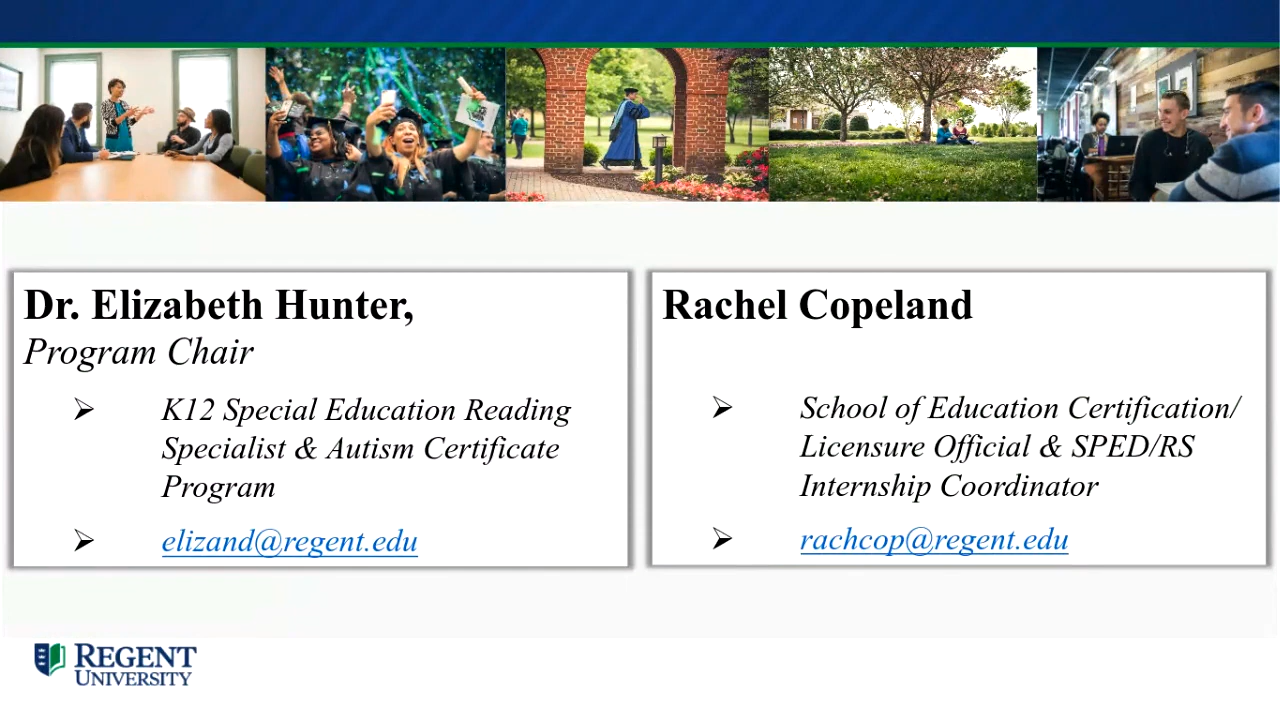 Dr. Elizabeth Hunter,
Program Chair
➢ K12 Special Education Reading
Specialist & Autism Certificate
Program
➢ elizand@regent.edu
Rachel Copeland
➢ School of Education Certification/
Licensure Official & SPED/RS
Internship Coordinator
➢ rachcop@regent.edu
REGENT
UNIVERSITY